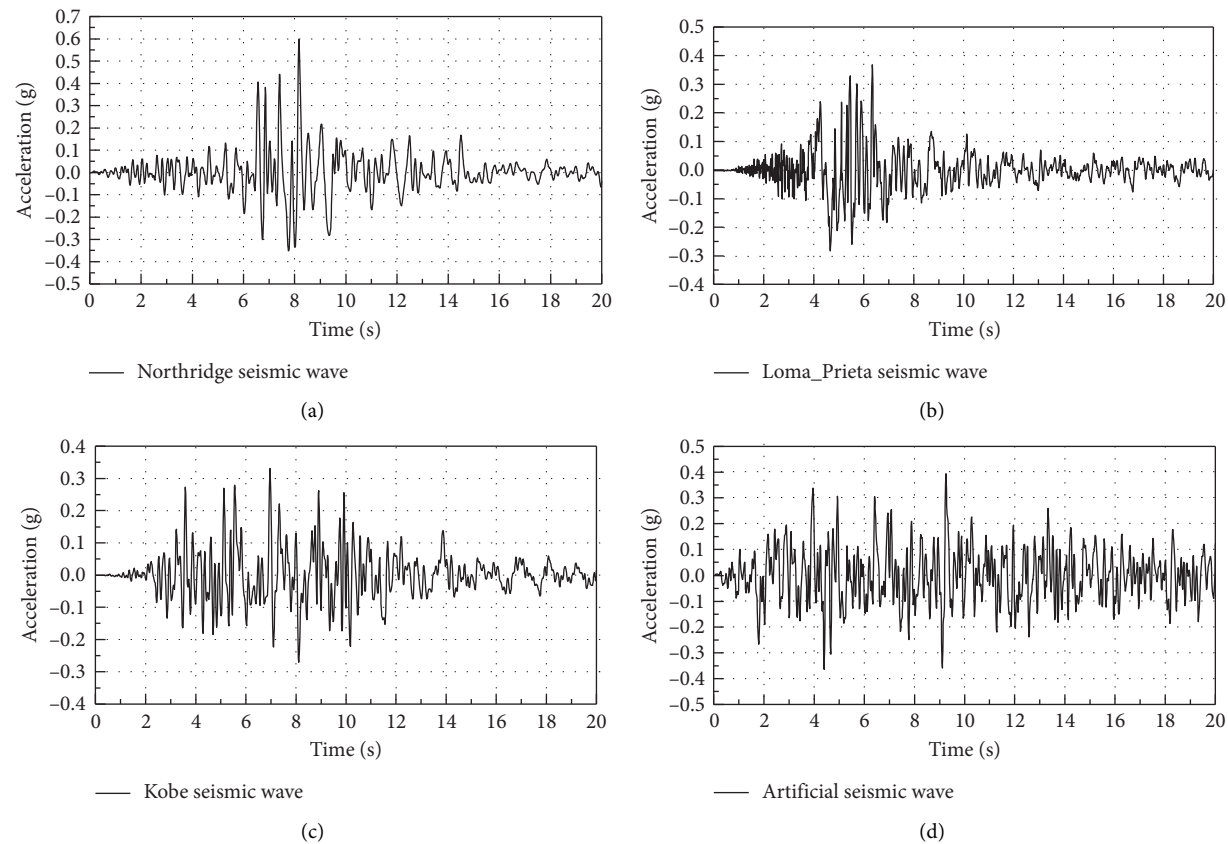 0.7
0.6
0.5
0.4
0.3
0.2
0.1
0.0
–0.1
–0.2
–0.3
–0.4
–0.5
Acceleration (g)
0 2 4 6 8 10 12 14 16 18 20
Time (s)
Northridge seismic wave
(a)
0.5
0.4
0.3
0.2
0.1
0.0
–0.1
–0.2
–0.3
–0.4
Acceleration (g)
0 2 4 6 8 10 12 14 16 18 20
Time (s)
Loma_Prieta seismic wave
(b)
0.4
0.3
0.2
0.1
0.0
–0.1
–0.2
–0.3
–0.4
Acceleration (g)
0 2 4 6 8 10 12 14 16 18 20
Time (s)
Kobe seismic wave
(c)
0.5
0.4
0.3
0.2
0.1
0.0
–0.1
–0.2
–0.3
–0.4
–0.5
Acceleration (g)
0 2 4 6 8 10 12 14 16 18 20
Time (s)
Artificial seismic wave
(d)